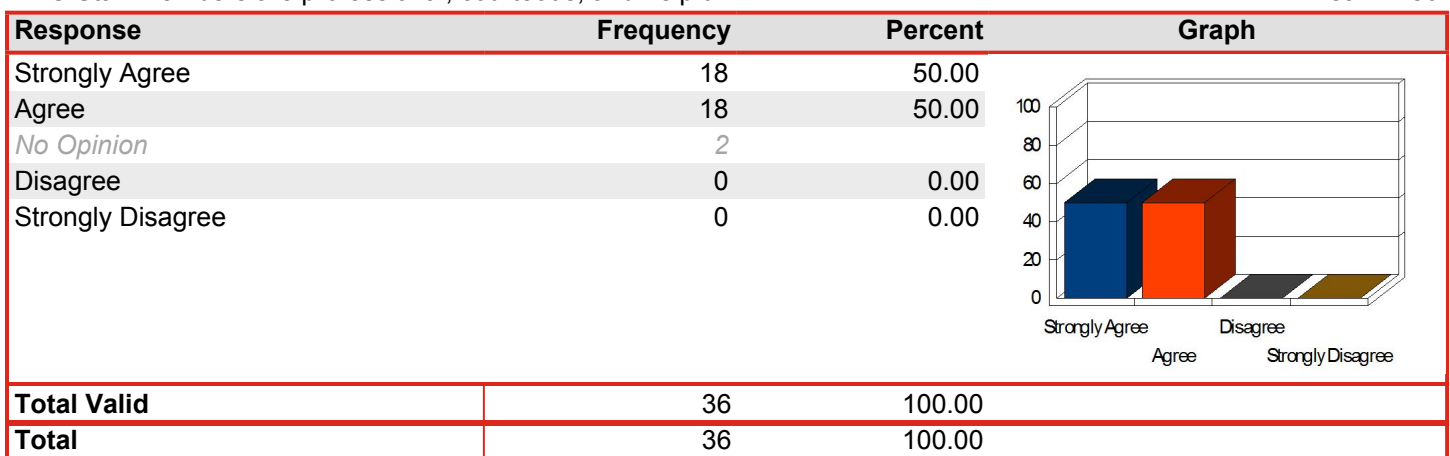 Response Frequency Percent Graph
Strongly Agree 18 50.00
Agree 18 50.00
No Opinion 2
Disagree 0 0.00
Strongly Disagree 0 0.00
100
80
60
40
20
0
Strongly Agree Disagree
Agree Strongly Disagree
Total Valid 36 100.00
Total 36 100.00